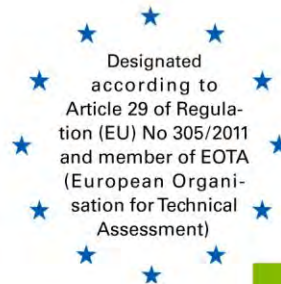 Designated
according to
Article 29 of Regula-
tion (EU) No 305/2011
and member of EOTA
(European Organi-
sation for Technical
Assessment)